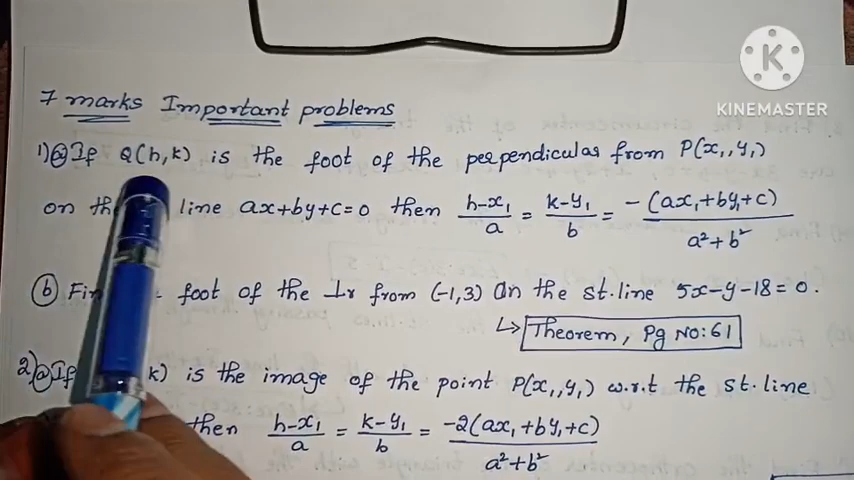 K
KINEMASTER
7 marks Important problems
1) a If Q(h,k) is the foot of the perpendicular from P(x₁,y₁)
on the line ax+by+c=0 then (h-x₁)/a = (k-y₁)/b = -(ax₁+by₁+c)/(a²+b²)
b foot of the ⊥r from (-1,3) on the st.line 5x-y-18=0.
↳ Theorem, Pg No:61
2) a If k) is the image of the point P(x₁,y₁) w.r.t the st.line
then (h-x₁)/a = (k-y₁)/b = -2(ax₁+by₁+c)/(a²+b²)